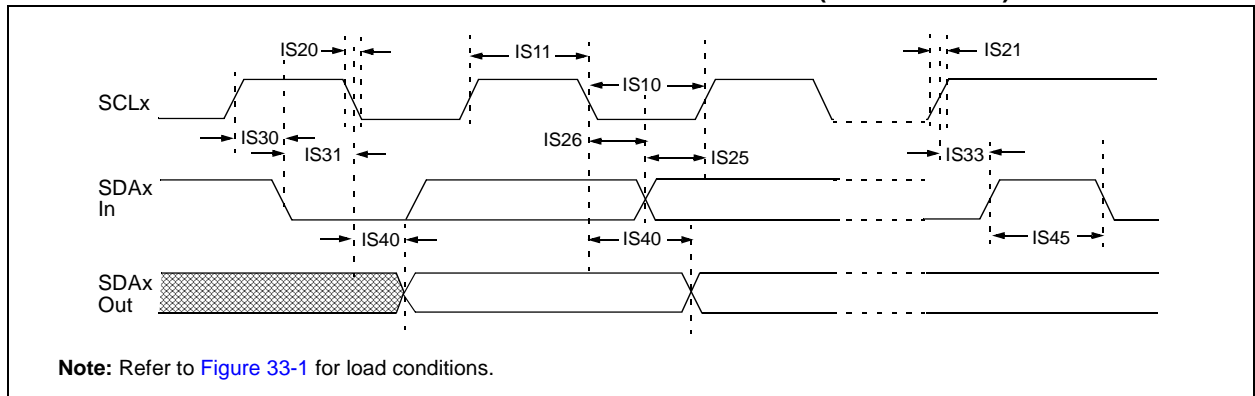 IS20
IS11
IS21
IS10
SCLx
IS30
IS26
IS31
IS25
IS33
SDAx
In
IS40
IS40
IS45
SDAx
Out
Note: Refer to Figure 33-1 for load conditions.